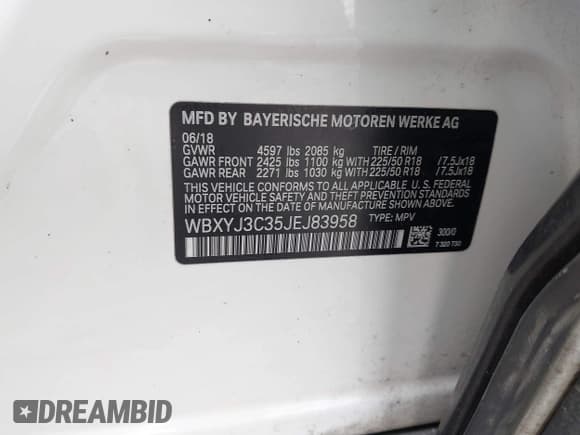 MFD BY BAYERISCHE MOTOREN WERKE AG
06/18
GVWR 4597 lbs 2085 kg TIRE / RIM
GAWR FRONT 2425 lbs 1100 kg WITH 225/50 R18 /7.5Jx18
GAWR REAR 2271 lbs 1030 kg WITH 225/50 R18 /7.5Jx18
THIS VEHICLE CONFORMS TO ALL APPLICABLE U. S. FEDERAL
MOTOR VEHICLE SAFETY STANDARDS IN EFFECT ON THE
DATE OF MANUFACTURE SHOWN ABOVE.
WBXYJ3C35JEJ83958 TYPE: MPV
300/0
7 320 730
DREAMBID